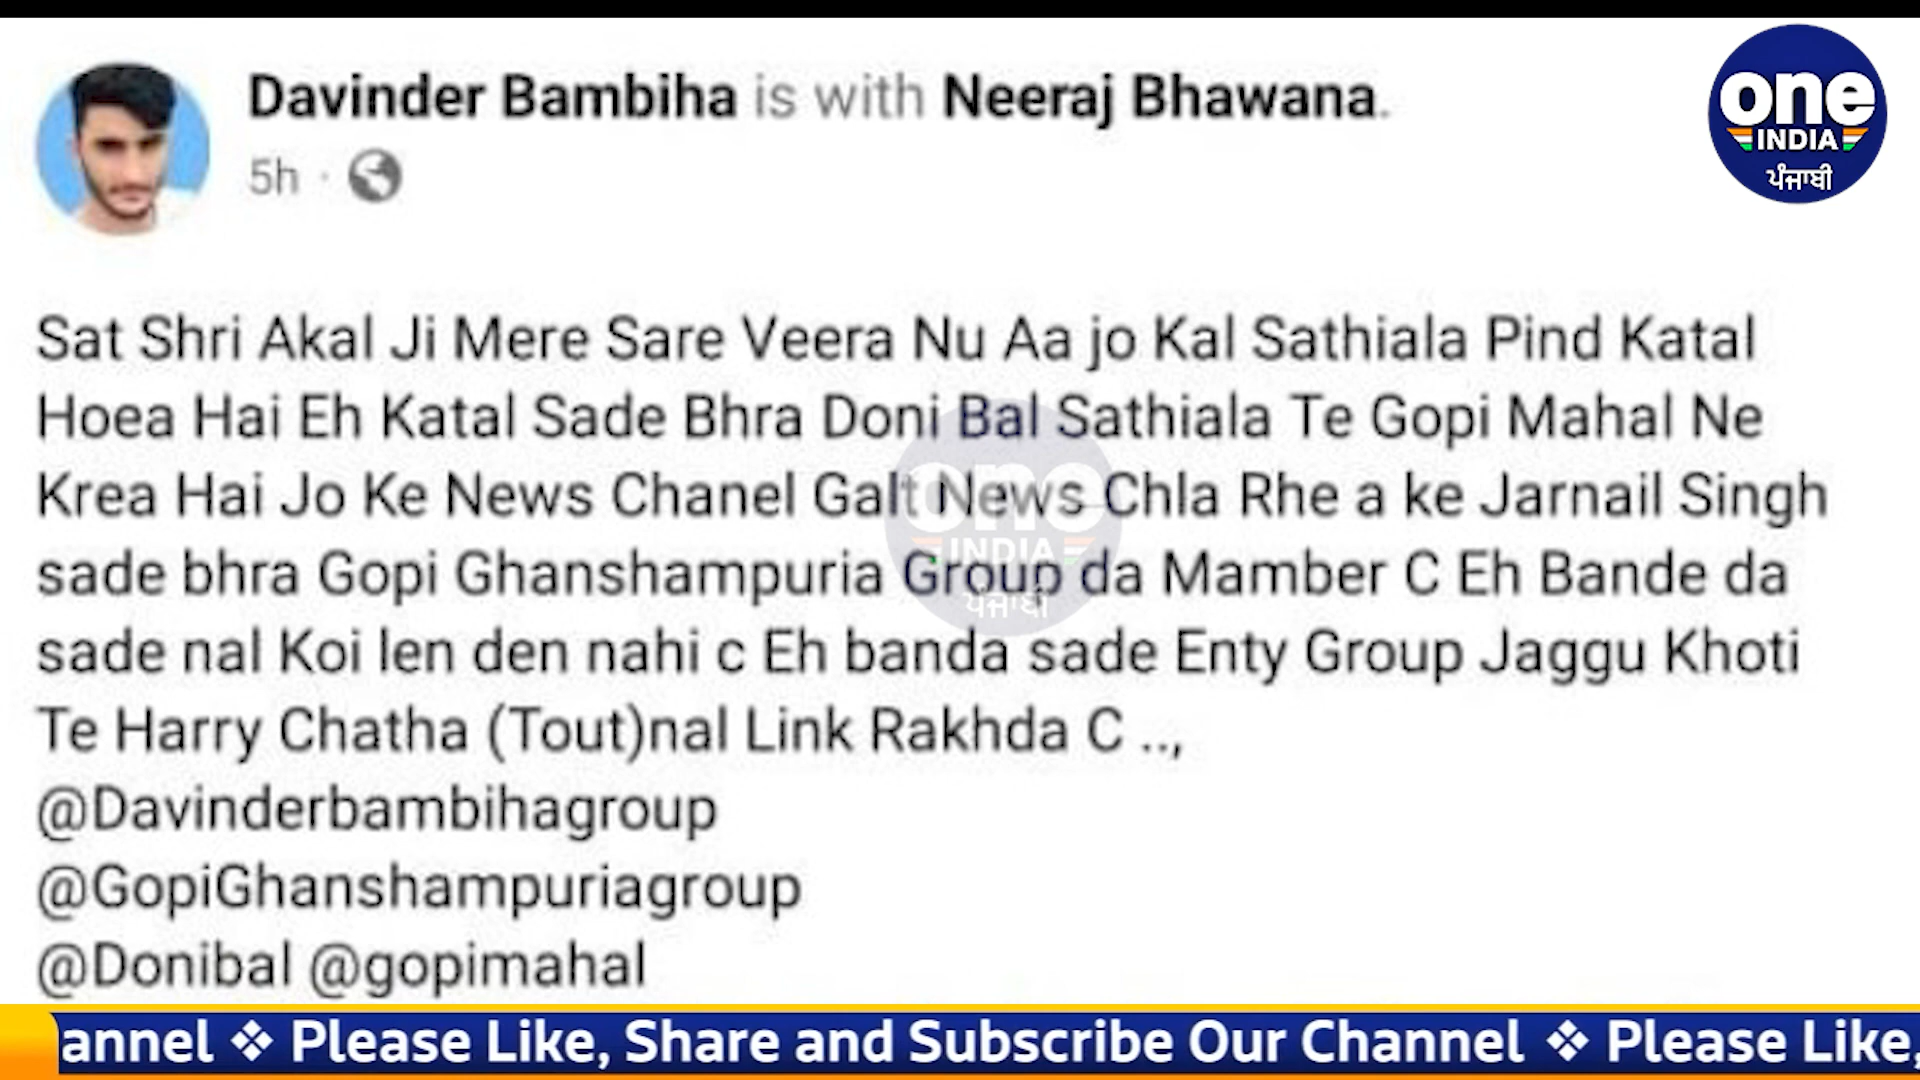 Davinder Bambiha is with Neeraj Bhawana.
5h ·
one
INDIA
ਪੰਜਾਬੀ
Sat Shri Akal Ji Mere Sare Veera Nu Aa jo Kal Sathiala Pind Katal
Hoea Hai Eh Katal Sade Bhra Doni Bal Sathiala Te Gopi Mahal Ne
Krea Hai Jo Ke News Chanel Galt News Chla Rhe a ke Jarnail Singh
sade bhra Gopi Ghanshampuria Group da Mamber C Eh Bande da
sade nal Koi len den nahi c Eh banda sade Enty Group Jaggu Khoti
Te Harry Chatha (Tout)nal Link Rakhda C ..,
@Davinderbambihagroup
@GopiGhanshampuriagroup
@Donibal @gopimahal
one
INDIA
ਪੰਜਾਬੀ
annel ❖ Please Like, Share and Subscribe Our Channel ❖ Please Like,